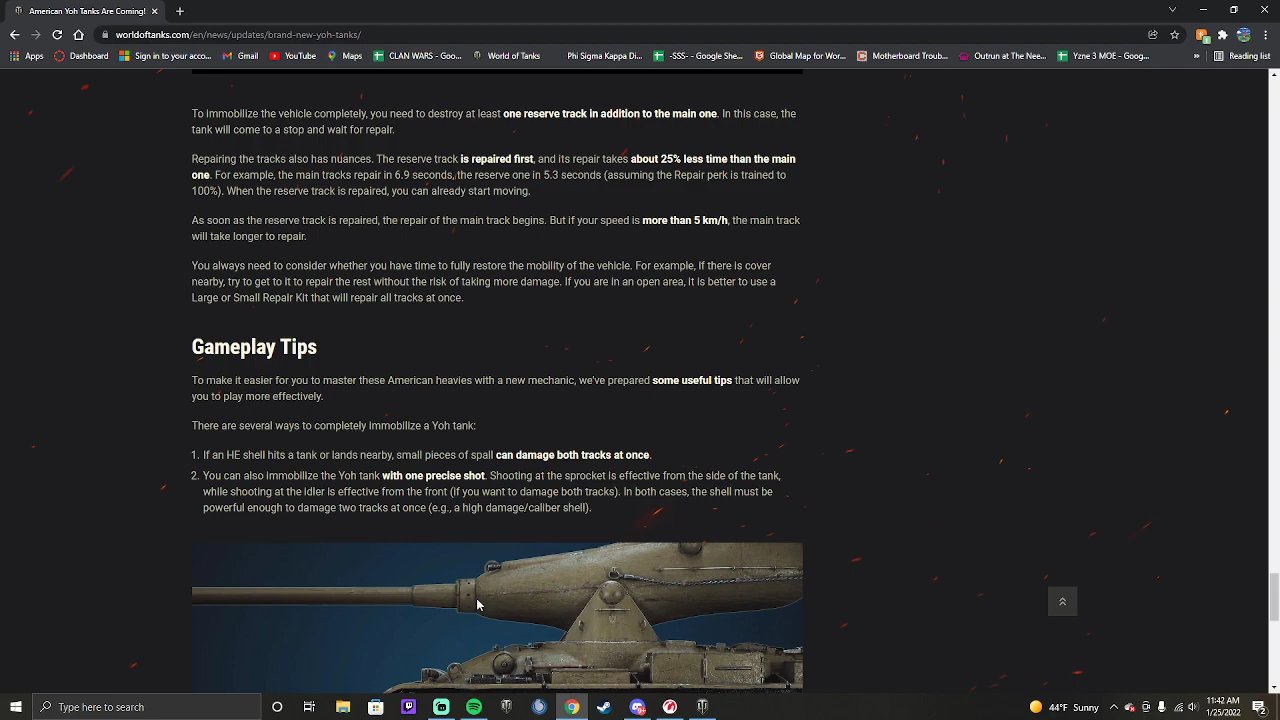 Americans Are Coming!
worldoftanks.com/en/news/updates/brand-new-yoh-tanks/
Apps Dashboard Sign in to your acco... Gmail YouTube Maps CLAN WARS - Goo... World of Tanks Phi Sigma Kappa Di... -SSS- - Google She... Global Map for Wor... Motherboard Troub... Outrun at The Nee... Yzne 3 MOE - Goog... » Reading list
To immobilize the vehicle completely, you need to destroy at least one reserve track in addition to the main one. In this case, the
tank will come to a stop and wait for repair.
Repairing the tracks also has nuances. The reserve track is repaired first, and its repair takes about 25% less time than the main
one. For example, the main tracks repair in 6.9 seconds, the reserve one in 5.3 seconds (assuming the Repair perk is trained to
100%). When the reserve track is repaired, you can already start moving.
As soon as the reserve track is repaired, the repair of the main track begins. But if your speed is more than 5 km/h, the main track
will take longer to repair.
You always need to consider whether you have time to fully restore the mobility of the vehicle. For example, If there is cover
nearby, try to get to it to repair the rest without the risk of taking more damage. If you are in an open area, it is better to use a
Large or Small Repair Kit that will repair all tracks at once.
Gameplay Tips
To make it easier for you to master these American heavies with a new mechanic, we've prepared some useful tips that will allow
you to play more effectively.
There are several ways to completely immobilize a Yoh tank:
1. If an HE shell hits a tank or lands nearby, small pieces of spall can damage both tracks at once.
2. You can also immobilize the Yoh tank with one precise shot. Shooting at the sprocket is effective from the side of the tank,
while shooting at the idler is effective from the front (if you want to damage both tracks). In both cases, the shell must be
powerful enough to damage two tracks at once (e.g., a high damage/caliber shell).
Type here to search
44°F Sunny
11:42 AM
1/25/2022